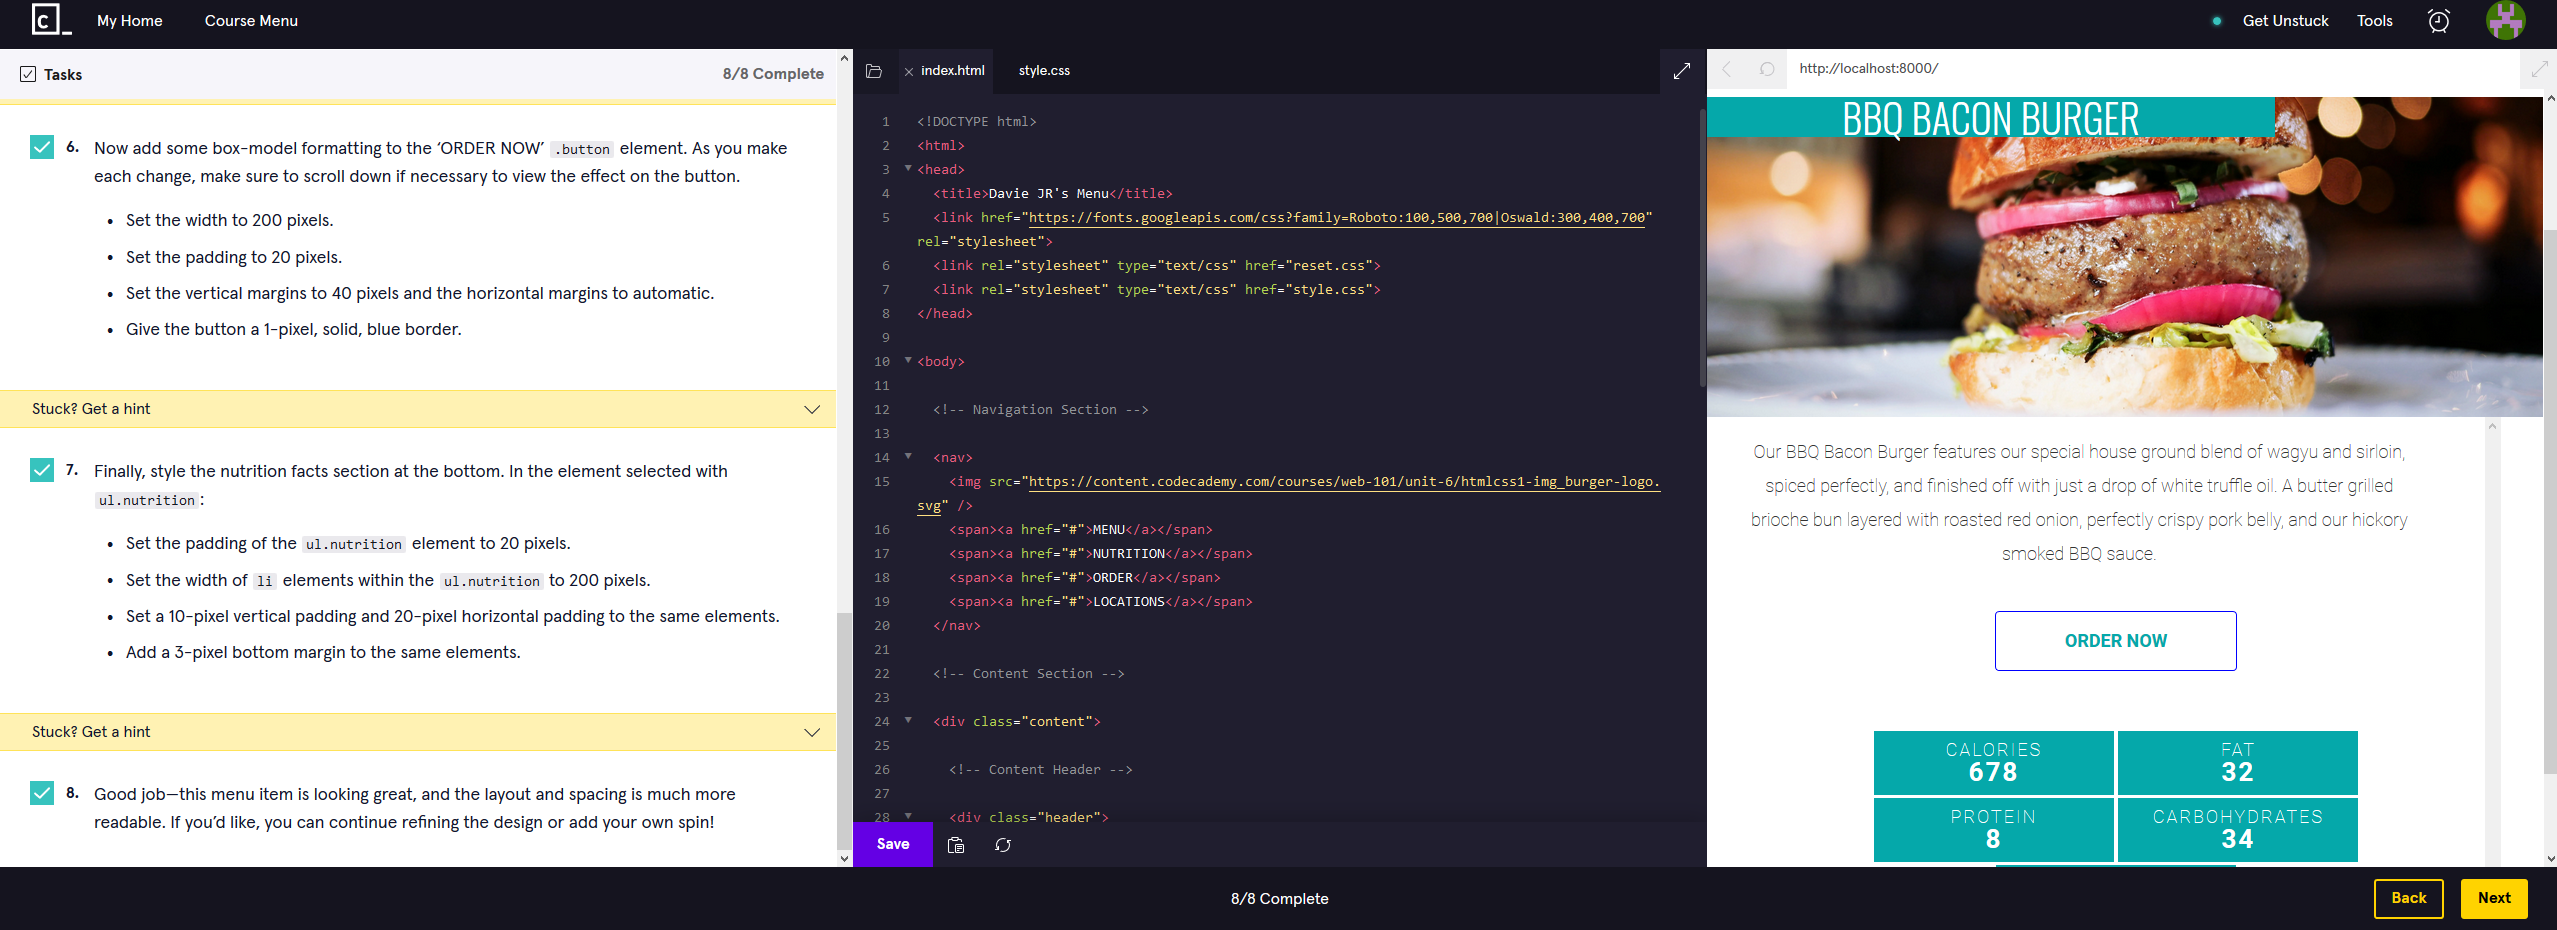 C_
My Home
Course Menu
Get Unstuck
Tools
Tasks
8/8 Complete
6. Now add some box-model formatting to the ‘ORDER NOW’ .button element. As you make
each change, make sure to scroll down if necessary to view the effect on the button.
• Set the width to 200 pixels.
• Set the padding to 20 pixels.
• Set the vertical margins to 40 pixels and the horizontal margins to automatic.
• Give the button a 1-pixel, solid, blue border.
Stuck? Get a hint
7. Finally, style the nutrition facts section at the bottom. In the element selected with
ul.nutrition:
• Set the padding of the ul.nutrition element to 20 pixels.
• Set the width of li elements within the ul.nutrition to 200 pixels.
• Set a 10-pixel vertical padding and 20-pixel horizontal padding to the same elements.
• Add a 3-pixel bottom margin to the same elements.
Stuck? Get a hint
8. Good job—this menu item is looking great, and the layout and spacing is much more
readable. If you’d like, you can continue refining the design or add your own spin!
index.html
style.css
1 <!DOCTYPE html>
2 <html>
3 <head>
4 <title>Davie JR's Menu</title>
5 <link href="https://fonts.googleapis.com/css?family=Roboto:100,500,700|Oswald:300,400,700"
rel="stylesheet">
6 <link rel="stylesheet" type="text/css" href="reset.css">
7 <link rel="stylesheet" type="text/css" href="style.css">
8 </head>
9
10 <body>
11
12 <!-- Navigation Section -->
13
14 <nav>
15 <img src="https://content.codecademy.com/courses/web-101/unit-6/htmlcss1-img_burger-logo.
svg" />
16 <span><a href="#">MENU</a></span>
17 <span><a href="#">NUTRITION</a></span>
18 <span><a href="#">ORDER</a></span>
19 <span><a href="#">LOCATIONS</a></span>
20 </nav>
21
22 <!-- Content Section -->
23
24 <div class="content">
25
26 <!-- Content Header -->
27
28 <div class="header">
Save
http://localhost:8000/
BBQ BACON BURGER
Our BBQ Bacon Burger features our special house ground blend of wagyu and sirloin,
spiced perfectly, and finished off with just a drop of white truffle oil. A butter grilled
brioche bun layered with roasted red onion, perfectly crispy pork belly, and our hickory
smoked BBQ sauce.
ORDER NOW
CALORIES
678
FAT
32
PROTEIN
8
CARBOHYDRATES
34
8/8 Complete
Back
Next